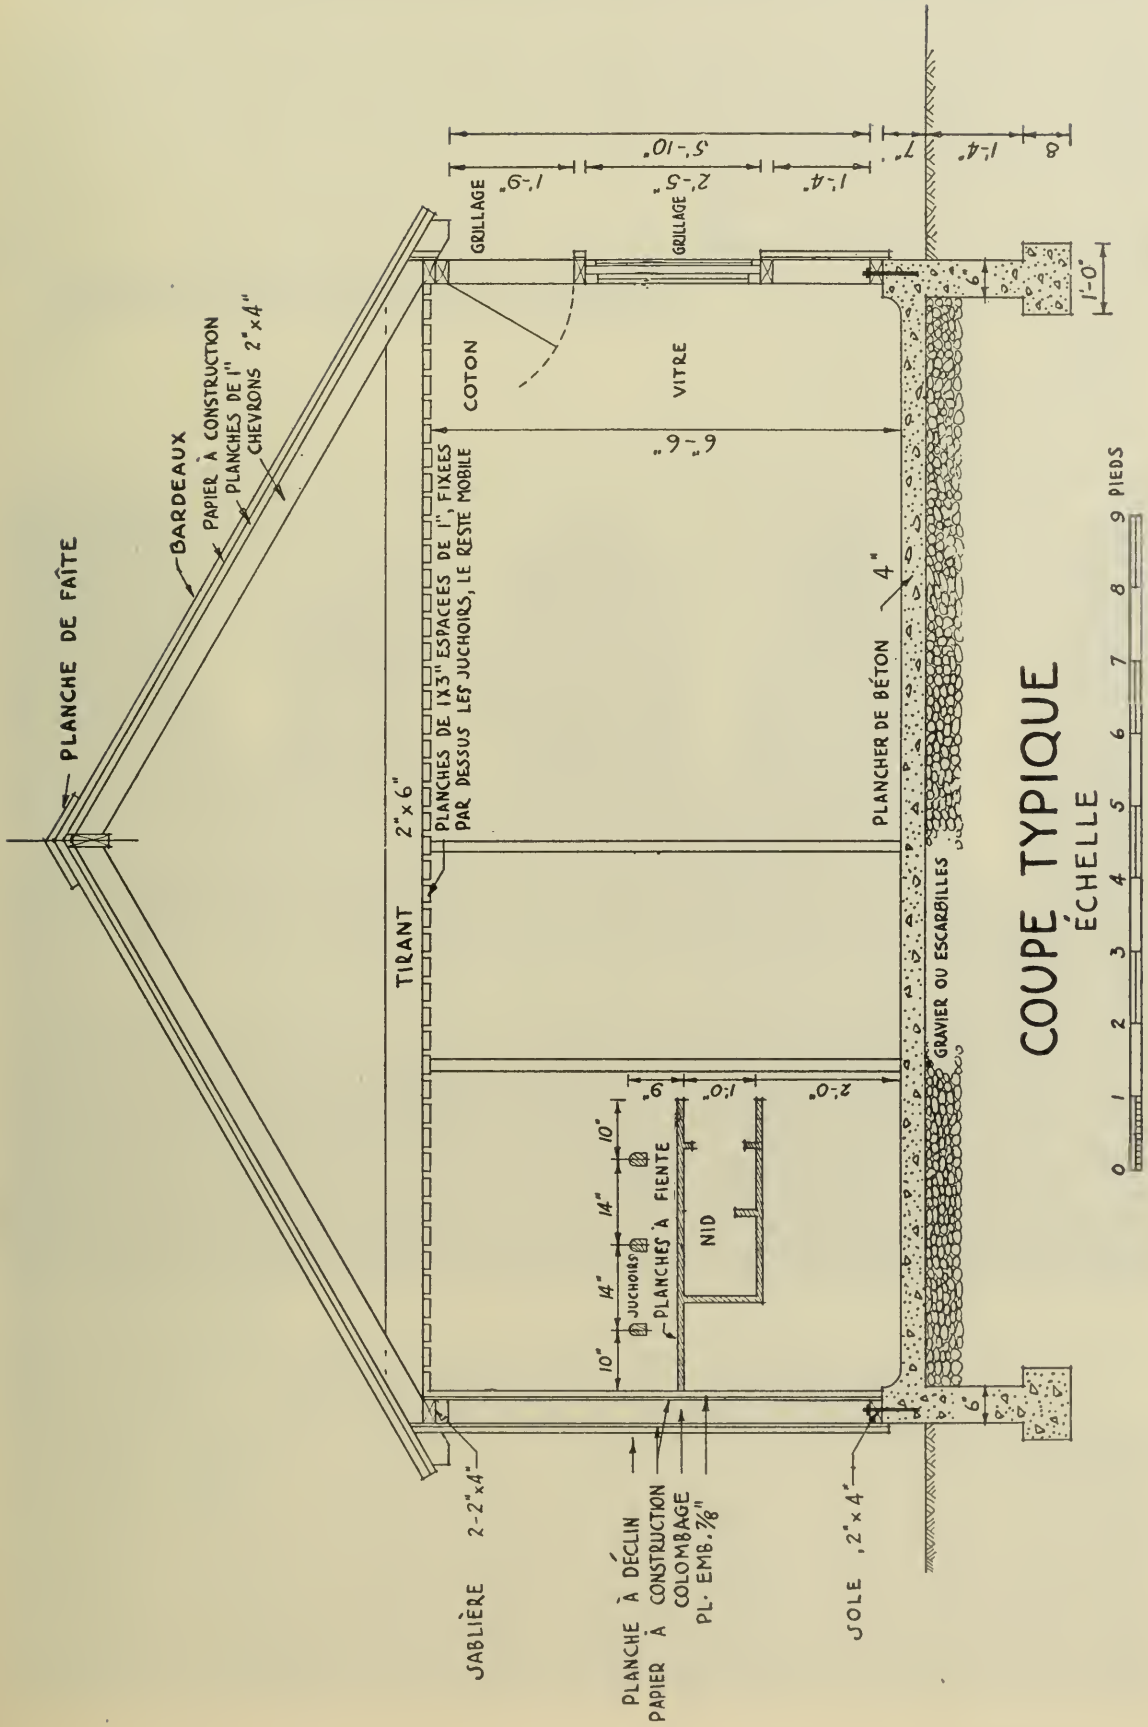 PLANCHE DE FAÎTE
BARDEAUX
PAPIER À CONSTRUCTION
PLANCHES DE 1"
CHEVRONS 2"x4"
TIRANT 2"x6"
PLANCHES DE 1X3" ESPACÉES DE 1", FIXÉES
PAR DESSUS LES JUCHOIRS, LE RESTE MOBILE
SABLIÈRE 2-2"x4"
COTON
GRILLAGE
1'-9"
5'-10"
VITRE
GRILLAGE
2'-5"
1'-4"
6'-6"
10"
14"
14"
10"
JUCHOIRS
PLANCHES À FIENTE
NID
9"
1'-0"
2'-0"
PLANCHE À DÉCLIN
PAPIER À CONSTRUCTION
COLOMBAGE
PL. EMB. 7/8"
SOLE, 2"x4"
PLANCHER DE BÉTON 4"
GRAVIER OU ESCARBILLES
7"
1'-4"
8
6"
6"
1'-0"
COUPE TYPIQUE
ÉCHELLE
0 1 2 3 4 5 6 7 8 9 PIEDS